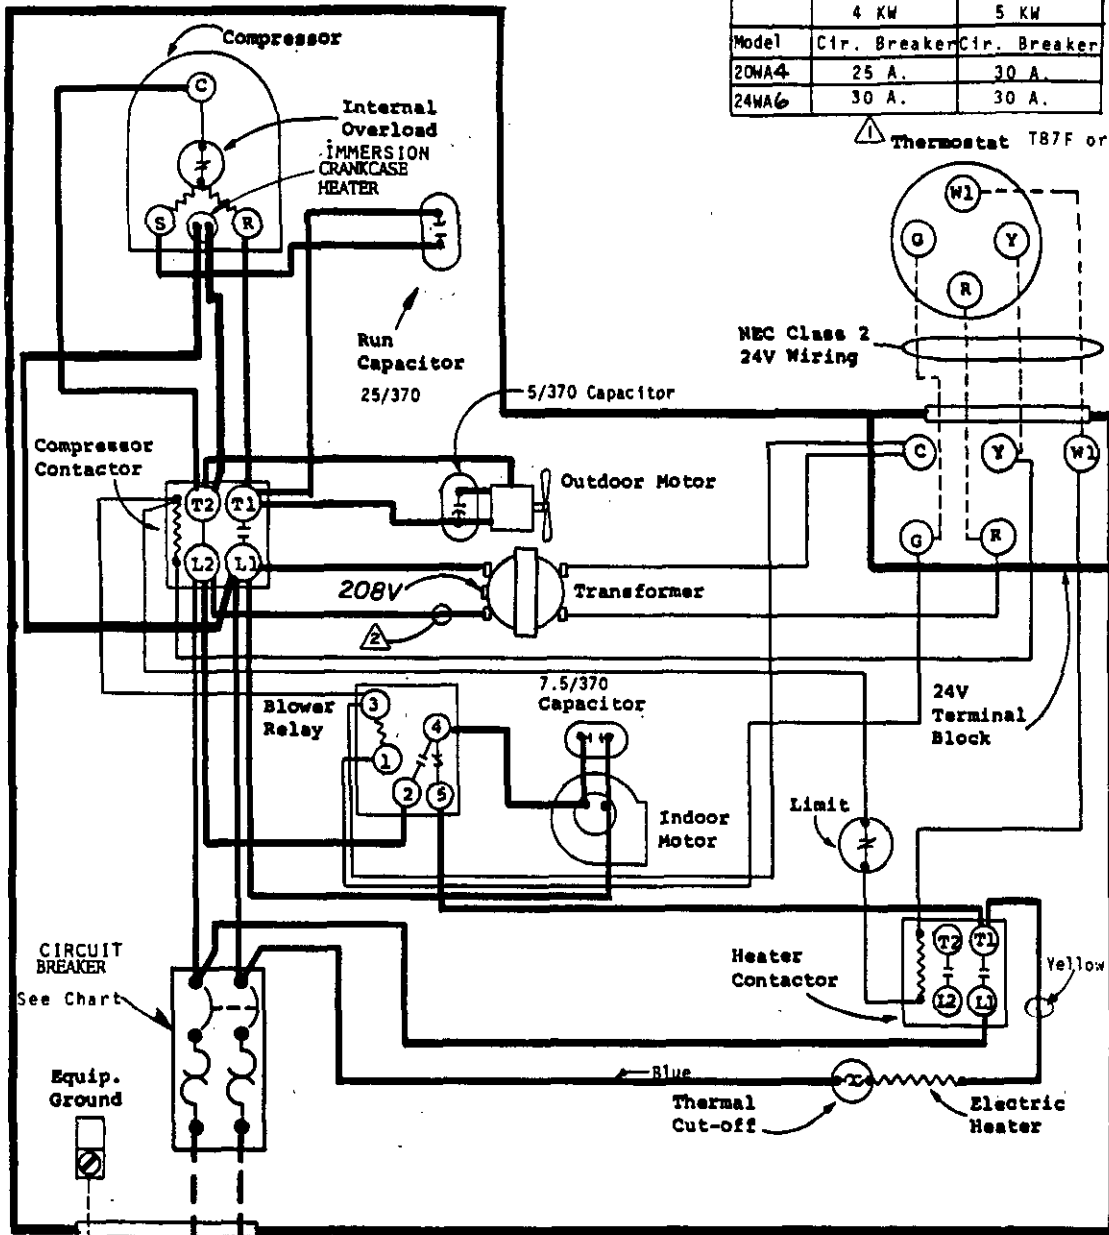 4 KW 5 KW
Model Cir. Breaker Cir. Breaker
20WA4 25 A. 30 A.
24WA6 30 A. 30 A.
1
Thermostat T87F or
Compressor
C
Internal
Overload
IMMERSION
CRANKCASE
HEATER
S R
W1
G Y
R
NEC Class 2
24V Wiring
Run
Capacitor
25/370
5/370 Capacitor
Compressor
Contactor
T2 T1
L2 L1
Outdoor Motor
C Y W1
G R
208V
Transformer
2
24V
Terminal
Block
Blower
Relay
3
4
1
2 5
7.5/370
Capacitor
Indoor
Motor
Limit
CIRCUIT
BREAKER
See Chart
Heater
Contactor
T2 T1
L2 L1
Yellow
Blue
Equip.
Ground
Thermal
Cut-off
Electric
Heater